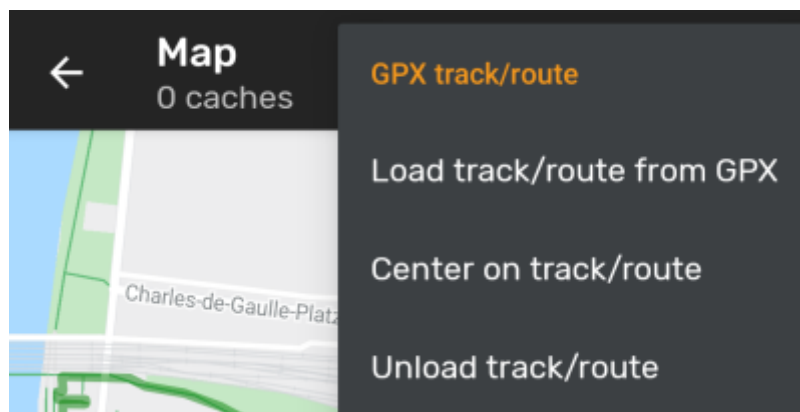 Map
0 caches
GPX track/route
Load track/route from GPX
Center on track/route
Unload track/route
Charles-de-Gaulle-Platz